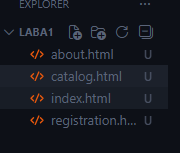 EXPLORER
LABA1
about.html U
catalog.html U
index.html U
registration.h... U